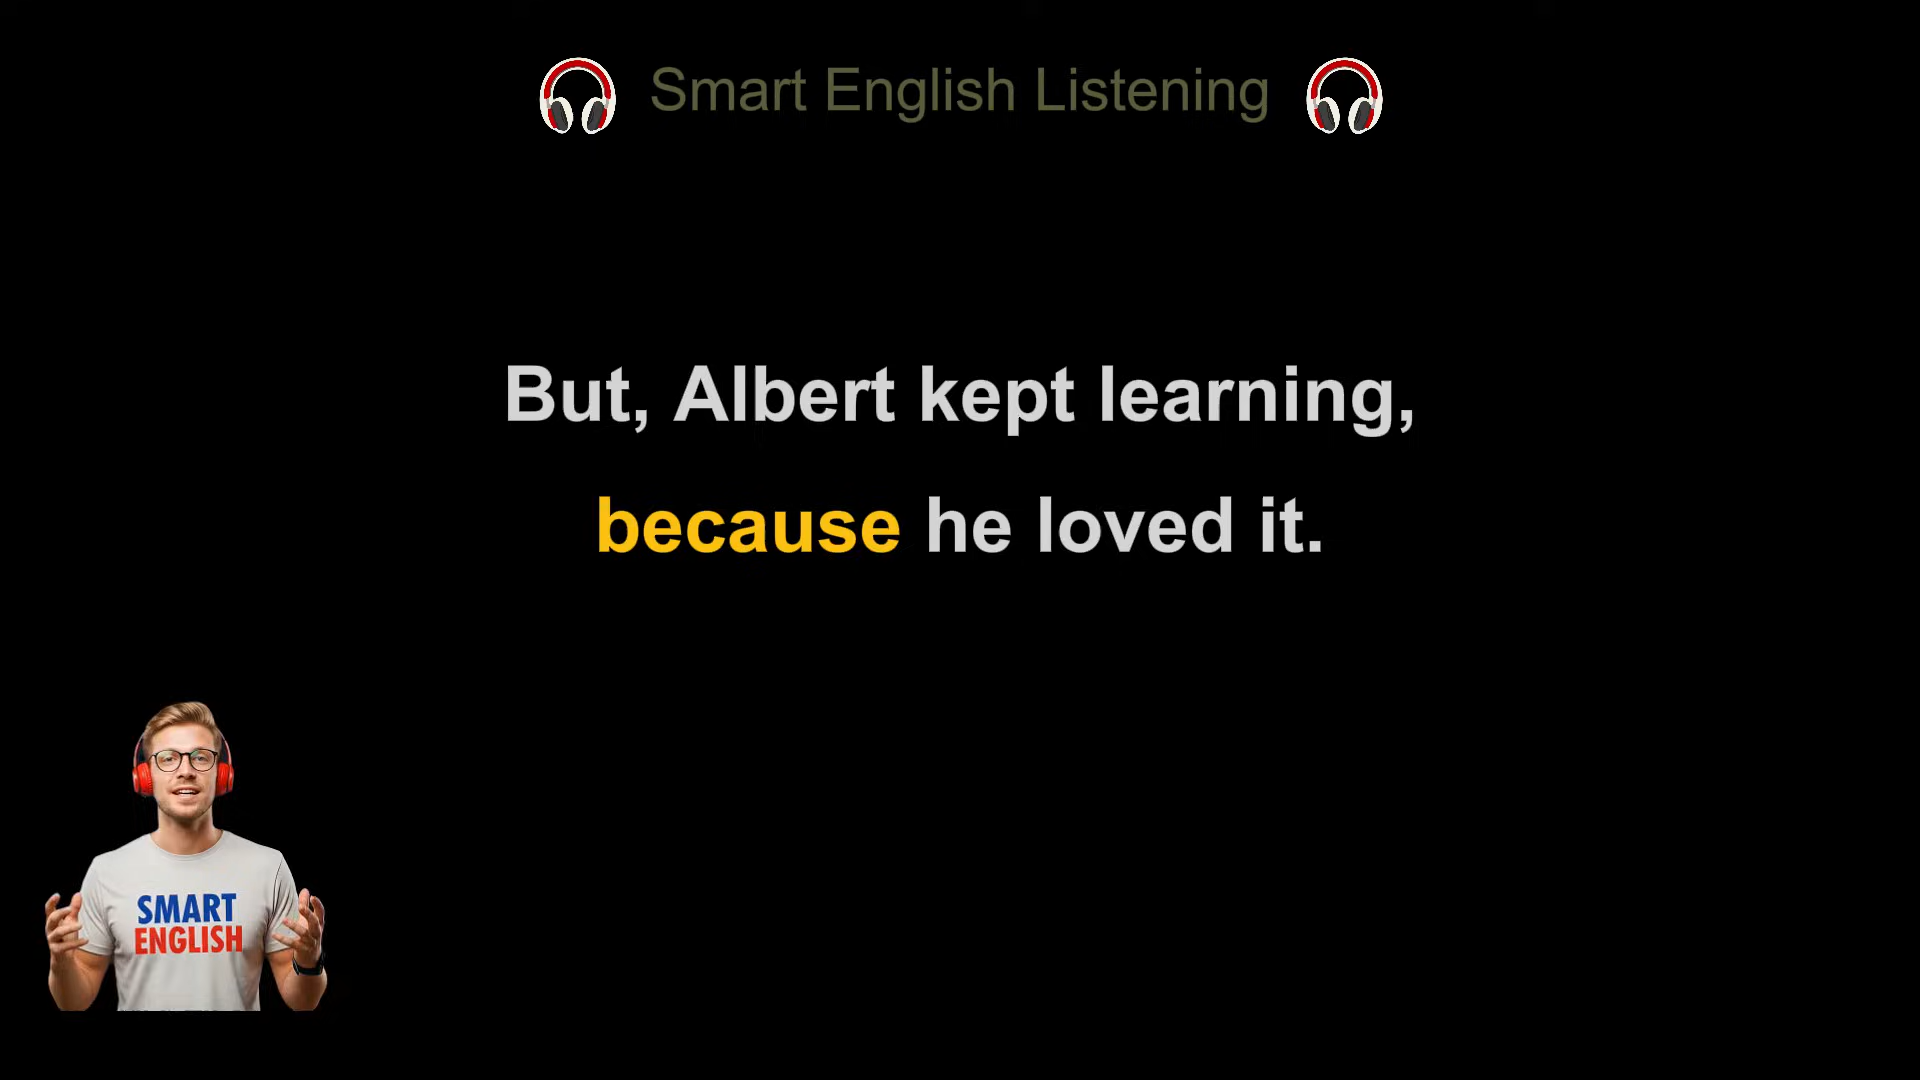 Smart English Listening
But, Albert kept learning,
because he loved it.
SMART
ENGLISH